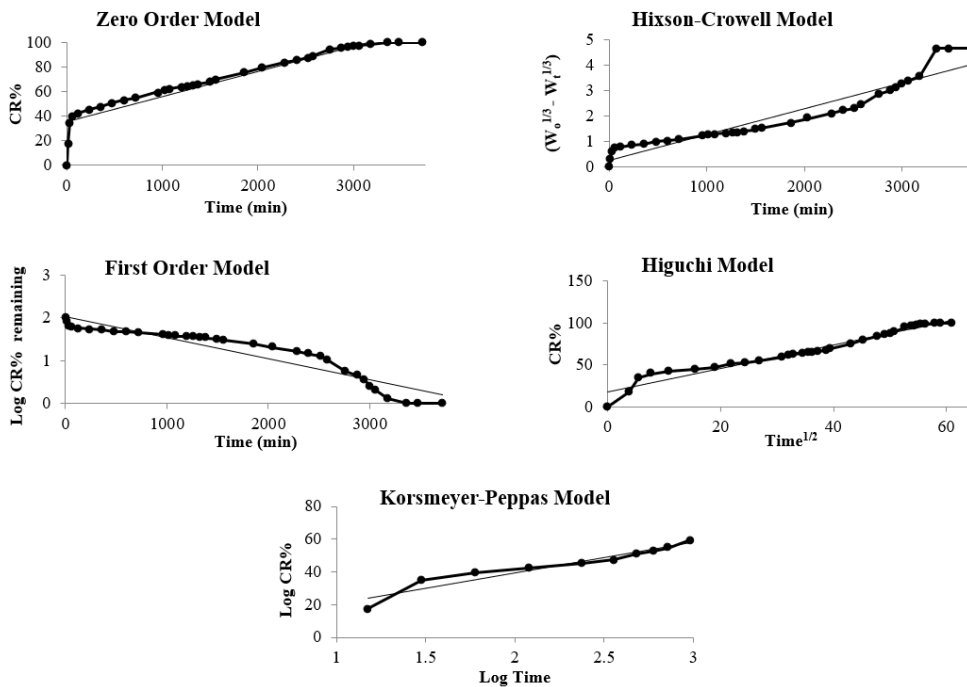 Zero Order Model
100
80
60
40
20
0
CR%
0 1000 2000 3000
Time (min)
Hixson-Crowell Model
5
4
3
2
1
0
(Wo1/3 - Wt1/3)
0 1000 2000 3000
Time (min)
First Order Model
3
2
1
0
Log CR% remaining
0 1000 2000 3000
Time (min)
Higuchi Model
150
100
50
0
CR%
0 20 40 60
Time1/2
Korsmeyer-Peppas Model
80
60
40
20
0
Log CR%
1 1.5 2 2.5 3
Log Time